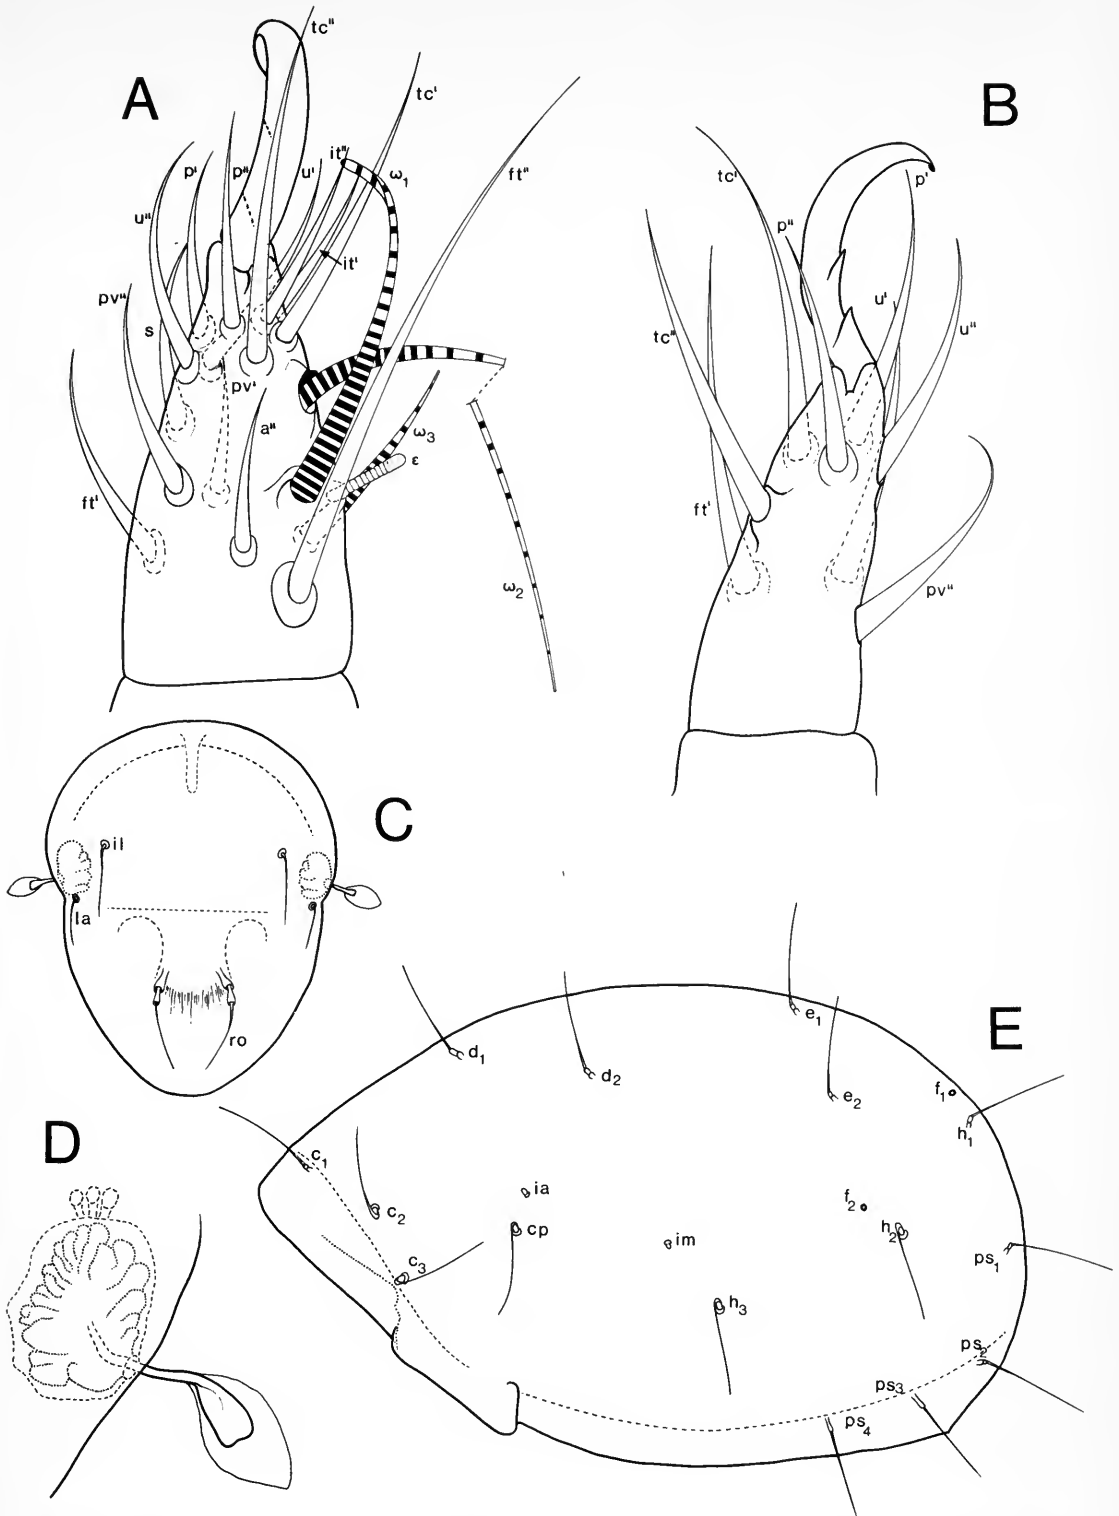 A
tc"
tc'
it"
ω1
ft"
p'
p"
u'
u"
it'
pv"
s
pv'
a"
ω3
ε
ft'
ω2
B
tc'
p"
p'
tc"
u'
u"
ft'
pv"
C
il
la
ro
D
E
e1
d1
d2
e2
f1
h1
c1
c2
ia
cp
f2
h2
im
ps1
c3
h3
ps2
ps3
ps4